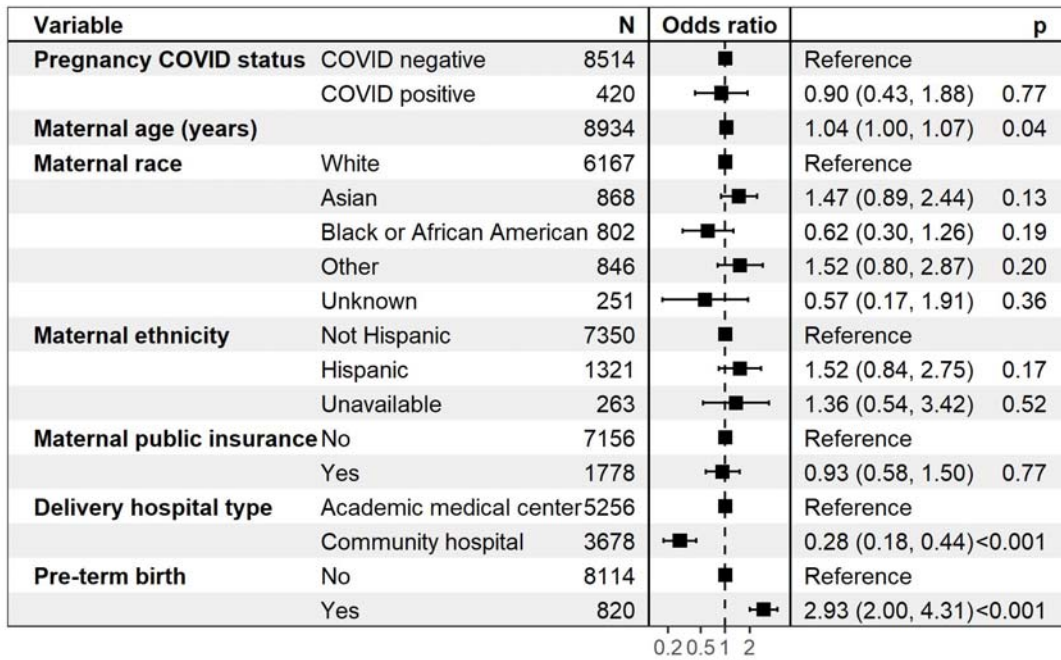 Variable N Odds ratio p
Pregnancy COVID status COVID negative 8514 Reference
COVID positive 420 0.90 (0.43, 1.88) 0.77
Maternal age (years) 8934 1.04 (1.00, 1.07) 0.04
Maternal race White 6167 Reference
Asian 868 1.47 (0.89, 2.44) 0.13
Black or African American 802 0.62 (0.30, 1.26) 0.19
Other 846 1.52 (0.80, 2.87) 0.20
Unknown 251 0.57 (0.17, 1.91) 0.36
Maternal ethnicity Not Hispanic 7350 Reference
Hispanic 1321 1.52 (0.84, 2.75) 0.17
Unavailable 263 1.36 (0.54, 3.42) 0.52
Maternal public insurance No 7156 Reference
Yes 1778 0.93 (0.58, 1.50) 0.77
Delivery hospital type Academic medical center 5256 Reference
Community hospital 3678 0.28 (0.18, 0.44) <0.001
Pre-term birth No 8114 Reference
Yes 820 2.93 (2.00, 4.31) <0.001
0.2 0.5 1 2